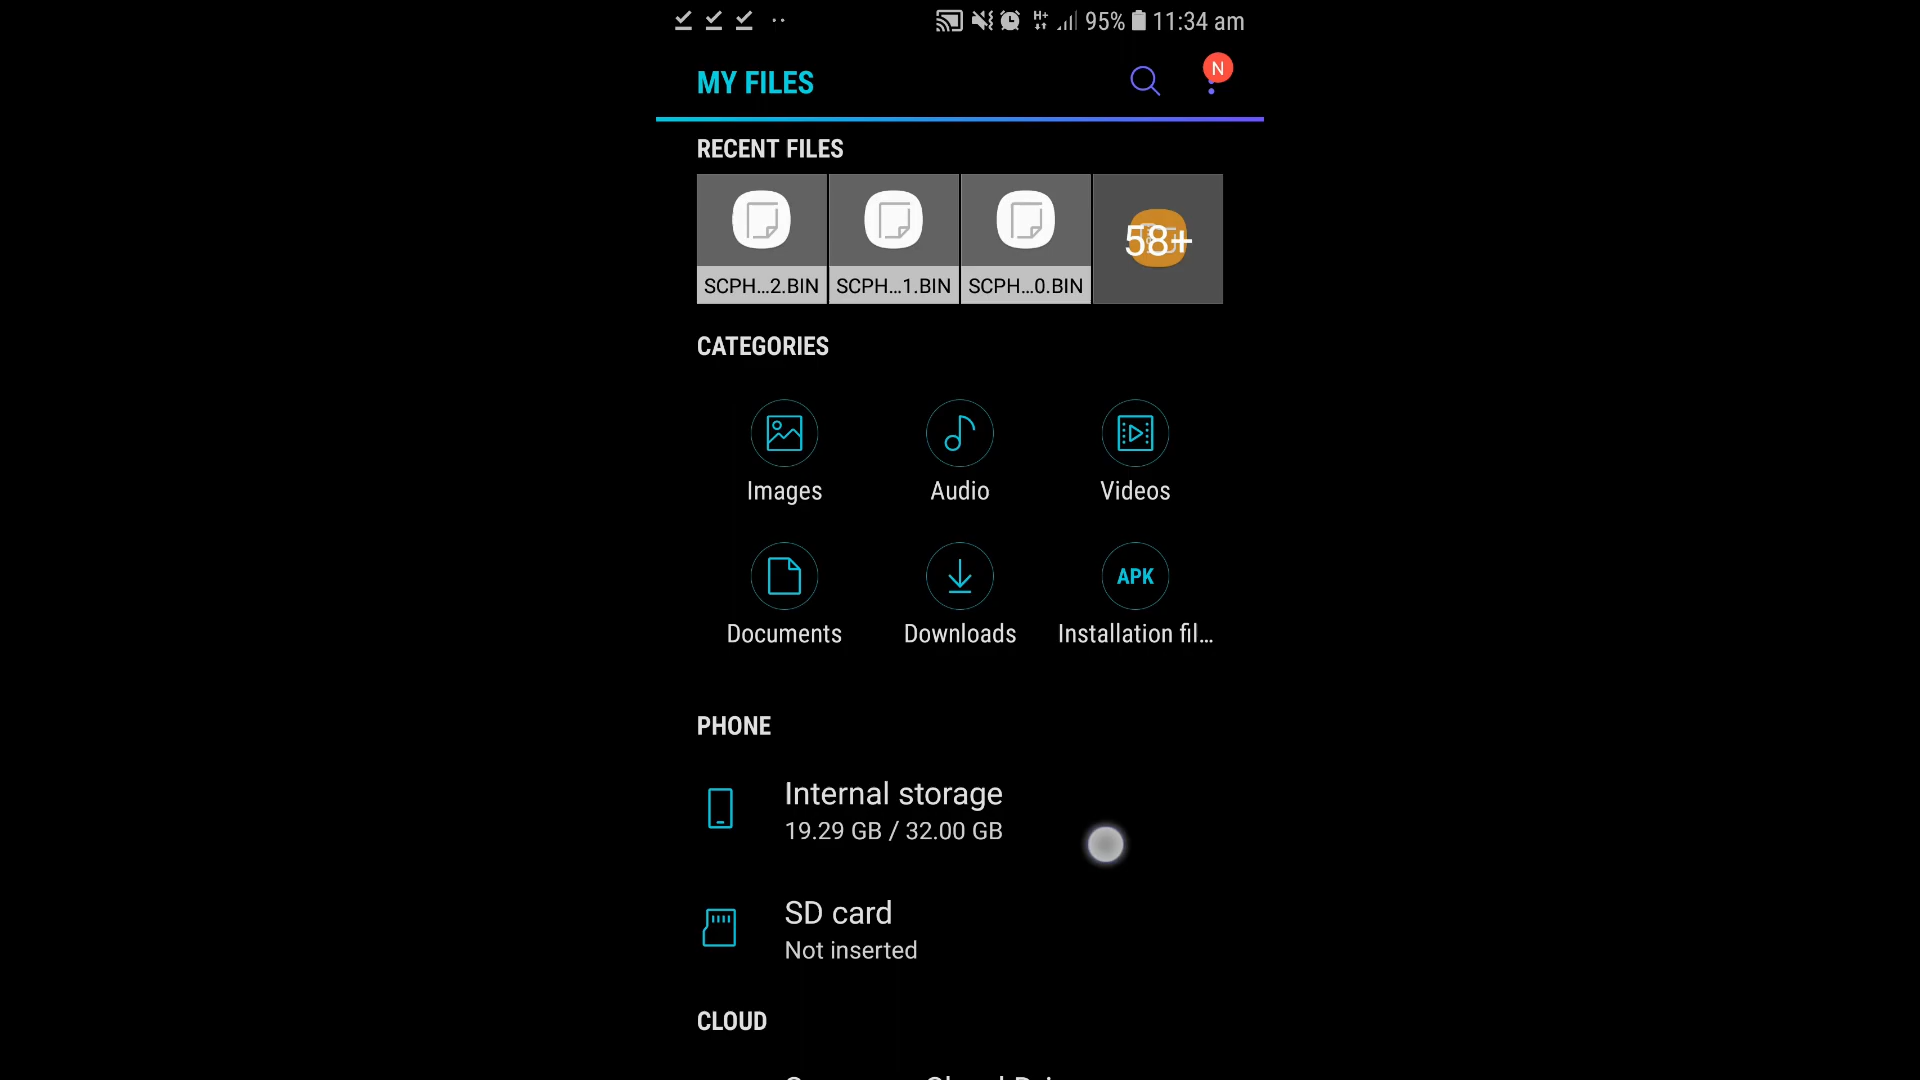 H+ 95% 11:34 am
MY FILES
N
RECENT FILES
SCPH...2.BIN SCPH...1.BIN SCPH...0.BIN 58+
CATEGORIES
Images Audio Videos
APK
Documents Downloads Installation fil...
PHONE
Internal storage
19.29 GB / 32.00 GB
SD card
Not inserted
CLOUD